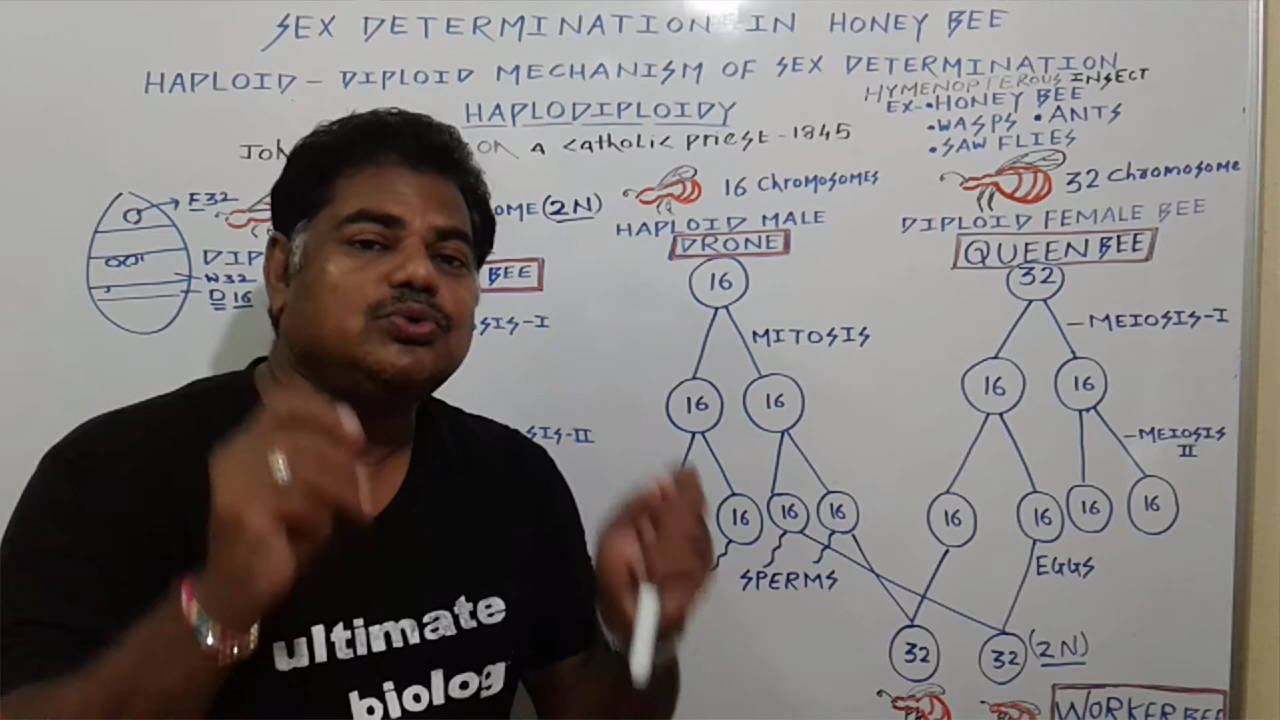 SEX DETERMINATION IN HONEY BEE
HAPLOID - DIPLOID MECHANISM OF SEX DETERMINATION
HAPLODIPLOIDY
HYMENOPTEROUS INSECT
EX-•HONEY BEE
•WASPS •ANTS
•SAW FLIES
A catholic priest-1845
F32
W32
D 16
(2N)
BEE
16 Chromosomes
HAPLOID MALE
DRONE
16
MITOSIS
16 16
16 16 16
SPERMS
32 Chromosome
DIPLOID FEMALE BEE
QUEEN BEE
32
-MEIOSIS-I
16 16
-MEIOSIS
II
16 16 16 16
EGGS
32 32 (2N)
WORKER BEE
ultimate
biolog